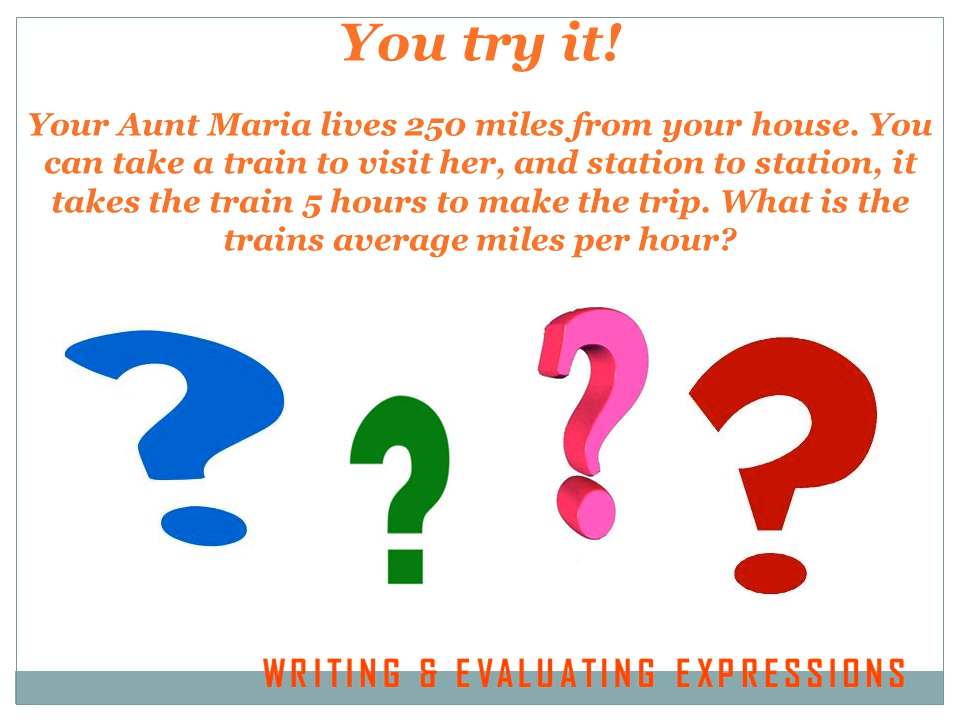 You try it!
Your Aunt Maria lives 250 miles from your house. You
can take a train to visit her, and station to station, it
takes the train 5 hours to make the trip. What is the
trains average miles per hour?
WRITING & EVALUATING EXPRESSIONS